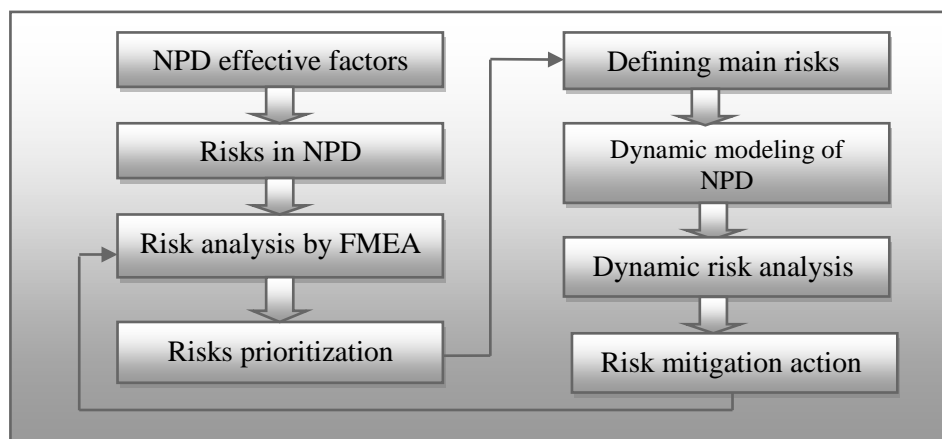 NPD effective factors
Risks in NPD
Risk analysis by FMEA
Risks prioritization
Defining main risks
Dynamic modeling of
NPD
Dynamic risk analysis
Risk mitigation action